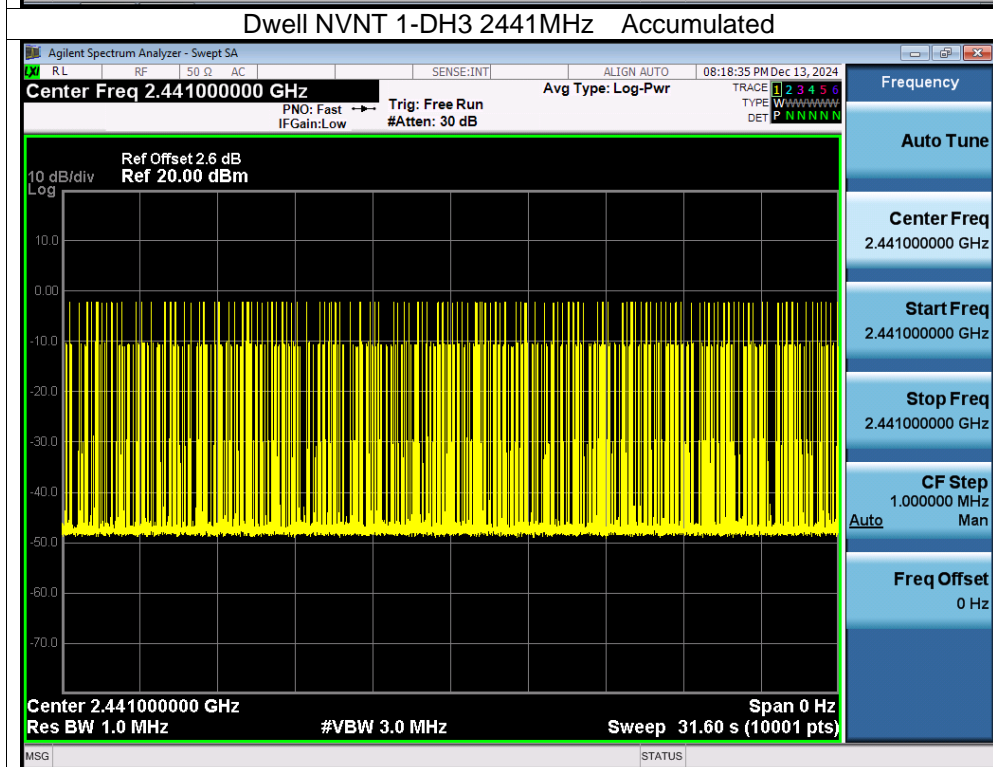 Dwell NVNT 1-DH3 2441MHz Accumulated
Agilent Spectrum Analyzer - Swept SA
LXI RL RF 50 Ω AC SENSE:INT ALIGN AUTO 08:18:35 PM Dec 13, 2024
Center Freq 2.441000000 GHz
PNO: Fast
IFGain:Low
Trig: Free Run
#Atten: 30 dB
Avg Type: Log-Pwr
TRACE 1 2 3 4 5 6
TYPE WWWWWW
DET P N N N N N
Frequency
Auto Tune
Center Freq
2.441000000 GHz
Start Freq
2.441000000 GHz
Stop Freq
2.441000000 GHz
CF Step
1.000000 MHz
Auto Man
Freq Offset
0 Hz
Ref Offset 2.6 dB
10 dB/div Ref 20.00 dBm
Log
10.0
0.00
-10.0
-20.0
-30.0
-40.0
-50.0
-60.0
-70.0
Center 2.441000000 GHz Span 0 Hz
Res BW 1.0 MHz #VBW 3.0 MHz Sweep 31.60 s (10001 pts)
MSG STATUS